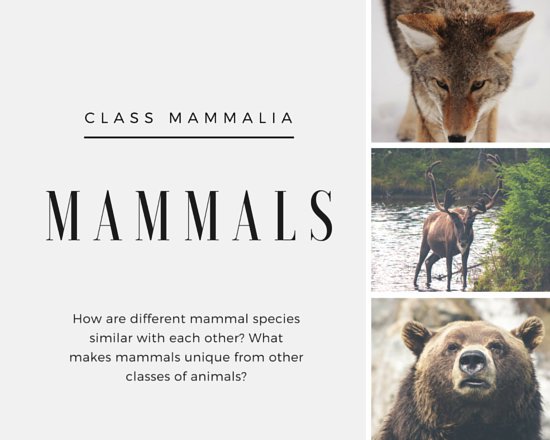 CLASS MAMMALIA
MAMMALS
How are different mammal species
similar with each other? What
makes mammals unique from other
classes of animals?